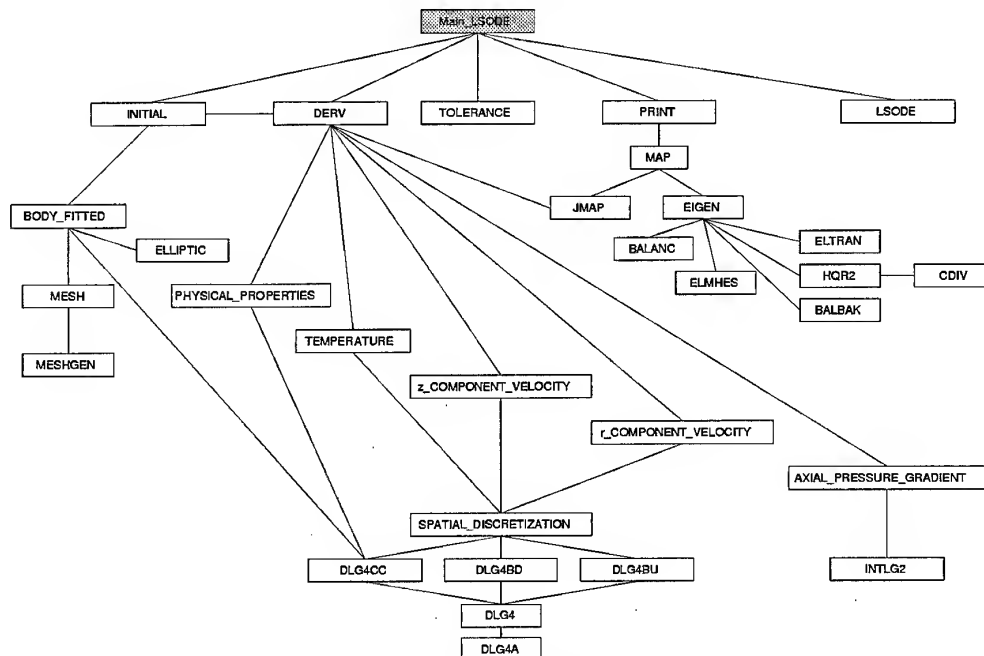 Main_LSODE
INITIAL
DERV
TOLERANCE
PRINT
LSODE
MAP
JMAP
EIGEN
BODY_FITTED
ELLIPTIC
BALANC
ELTRAN
ELMHES
HQR2
CDIV
BALBAK
MESH
PHYSICAL_PROPERTIES
TEMPERATURE
MESHGEN
z_COMPONENT_VELOCITY
r_COMPONENT_VELOCITY
AXIAL_PRESSURE_GRADIENT
SPATIAL_DISCRETIZATION
DLG4CC
DLG4BD
DLG4BU
INTLG2
DLG4
DLG4A